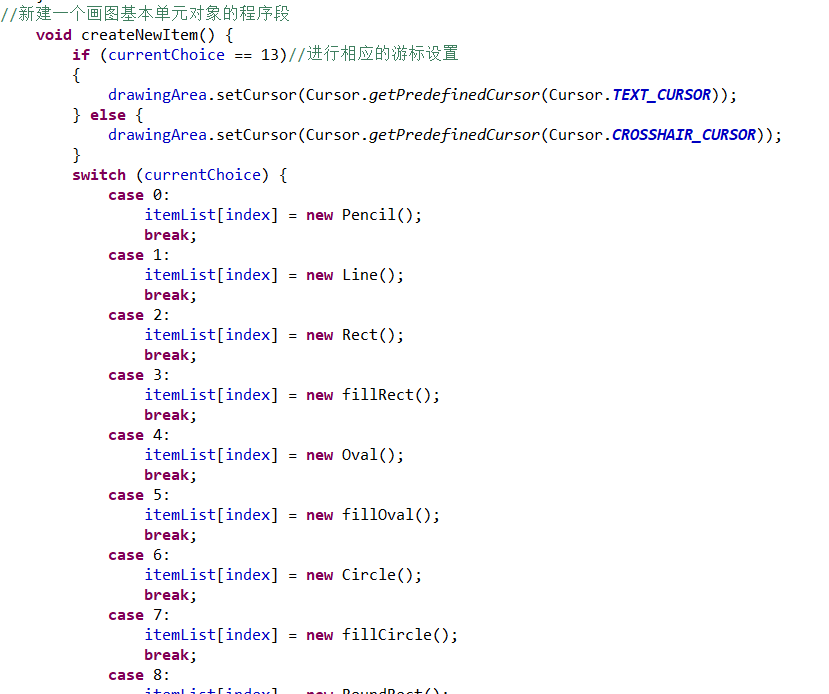 //新建一个画图基本单元对象的程序段
void createNewItem() {
if (currentChoice == 13)//进行相应的游标设置
{
drawingArea.setCursor(Cursor.getPredefinedCursor(Cursor.TEXT_CURSOR));
} else {
drawingArea.setCursor(Cursor.getPredefinedCursor(Cursor.CROSSHAIR_CURSOR));
}
switch (currentChoice) {
case 0:
itemList[index] = new Pencil();
break;
case 1:
itemList[index] = new Line();
break;
case 2:
itemList[index] = new Rect();
break;
case 3:
itemList[index] = new fillRect();
break;
case 4:
itemList[index] = new Oval();
break;
case 5:
itemList[index] = new fillOval();
break;
case 6:
itemList[index] = new Circle();
break;
case 7:
itemList[index] = new fillCircle();
break;
case 8:
itemList[index] = new RoundRect();